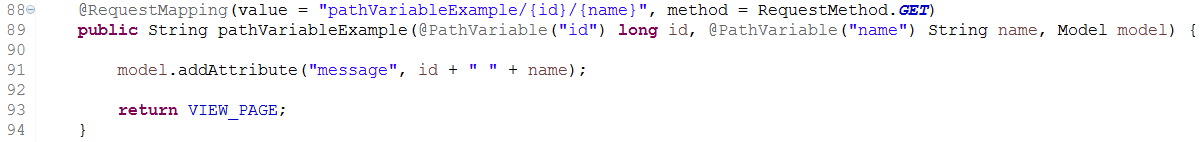 88 @RequestMapping(value = "pathVariableExample/{id}/{name}", method = RequestMethod.GET)
89 public String pathVariableExample(@PathVariable("id") long id, @PathVariable("name") String name, Model model) {
90
91 model.addAttribute("message", id + " " + name);
92
93 return VIEW_PAGE;
94 }